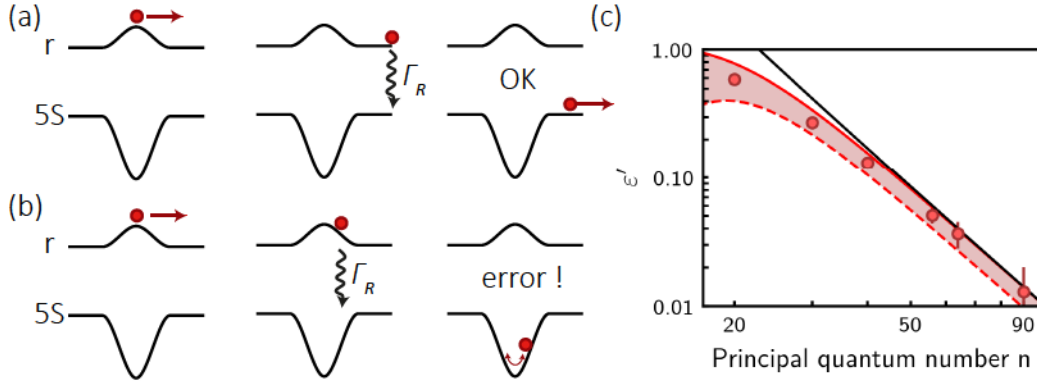 (a)
r
Γ_R
OK
5S
(b)
r
Γ_R
error !
5S
(c)
1.00
0.10
0.01
ε'
20
50
90
Principal quantum number n